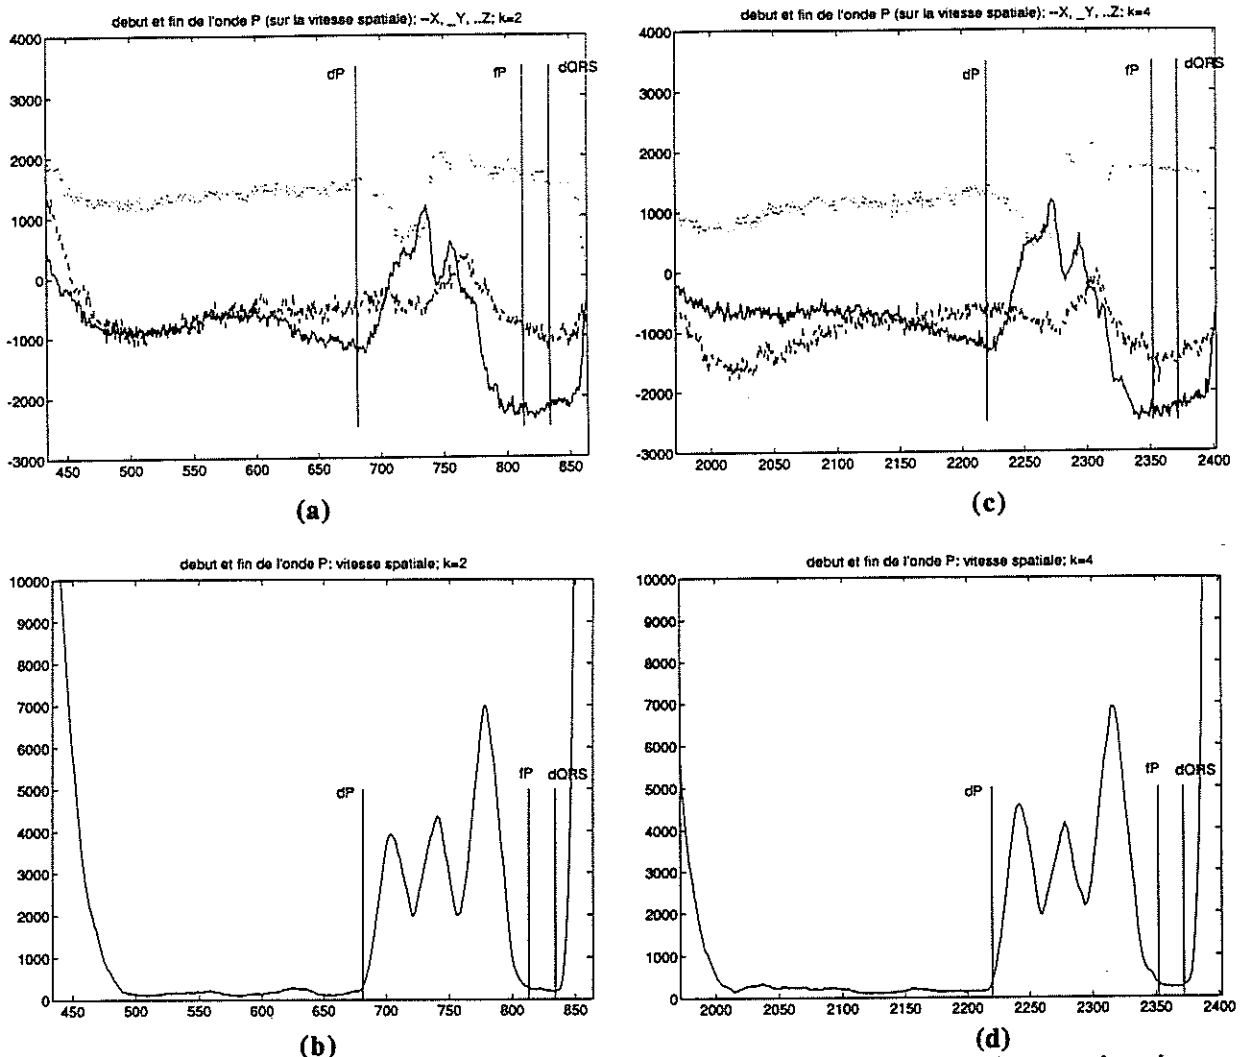 debut et fin de l'onde P (sur la vitesse spatiale); --X, _Y, ..Z; k=2
4000
3000
2000
1000
0
-1000
-2000
-3000
dP
fP
dQRS
450 500 550 600 650 700 750 800 850
(a)
debut et fin de l'onde P (sur la vitesse spatiale); --X, _Y, ..Z; k=4
4000
3000
2000
1000
0
-1000
-2000
-3000
dP
fP
dQRS
2000 2050 2100 2150 2200 2250 2300 2350 2400
(c)
debut et fin de l'onde P: vitesse spatiale; k=2
10000
9000
8000
7000
6000
5000
4000
3000
2000
1000
0
dP
fP
dQRS
450 500 550 600 650 700 750 800 850
(b)
debut et fin de l'onde P; vitesse spatiale; k=4
10000
9000
8000
7000
6000
5000
4000
3000
2000
1000
0
dP
fP
dQRS
2000 2050 2100 2150 2200 2250 2300 2350 2400
(d)